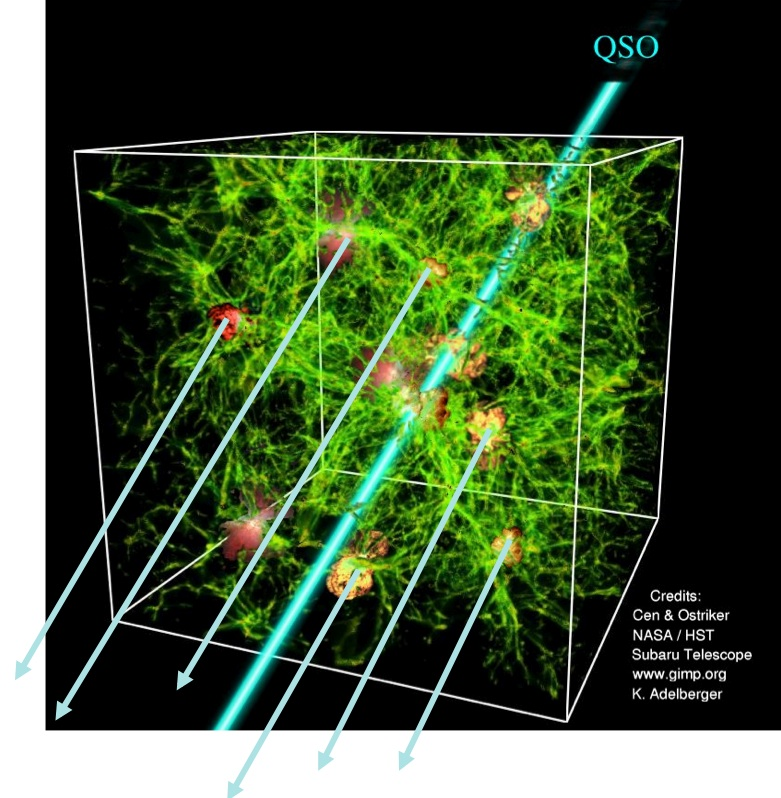 QSO
Credits:
Cen & Ostriker
NASA / HST
Subaru Telescope
www.gimp.org
K. Adelberger